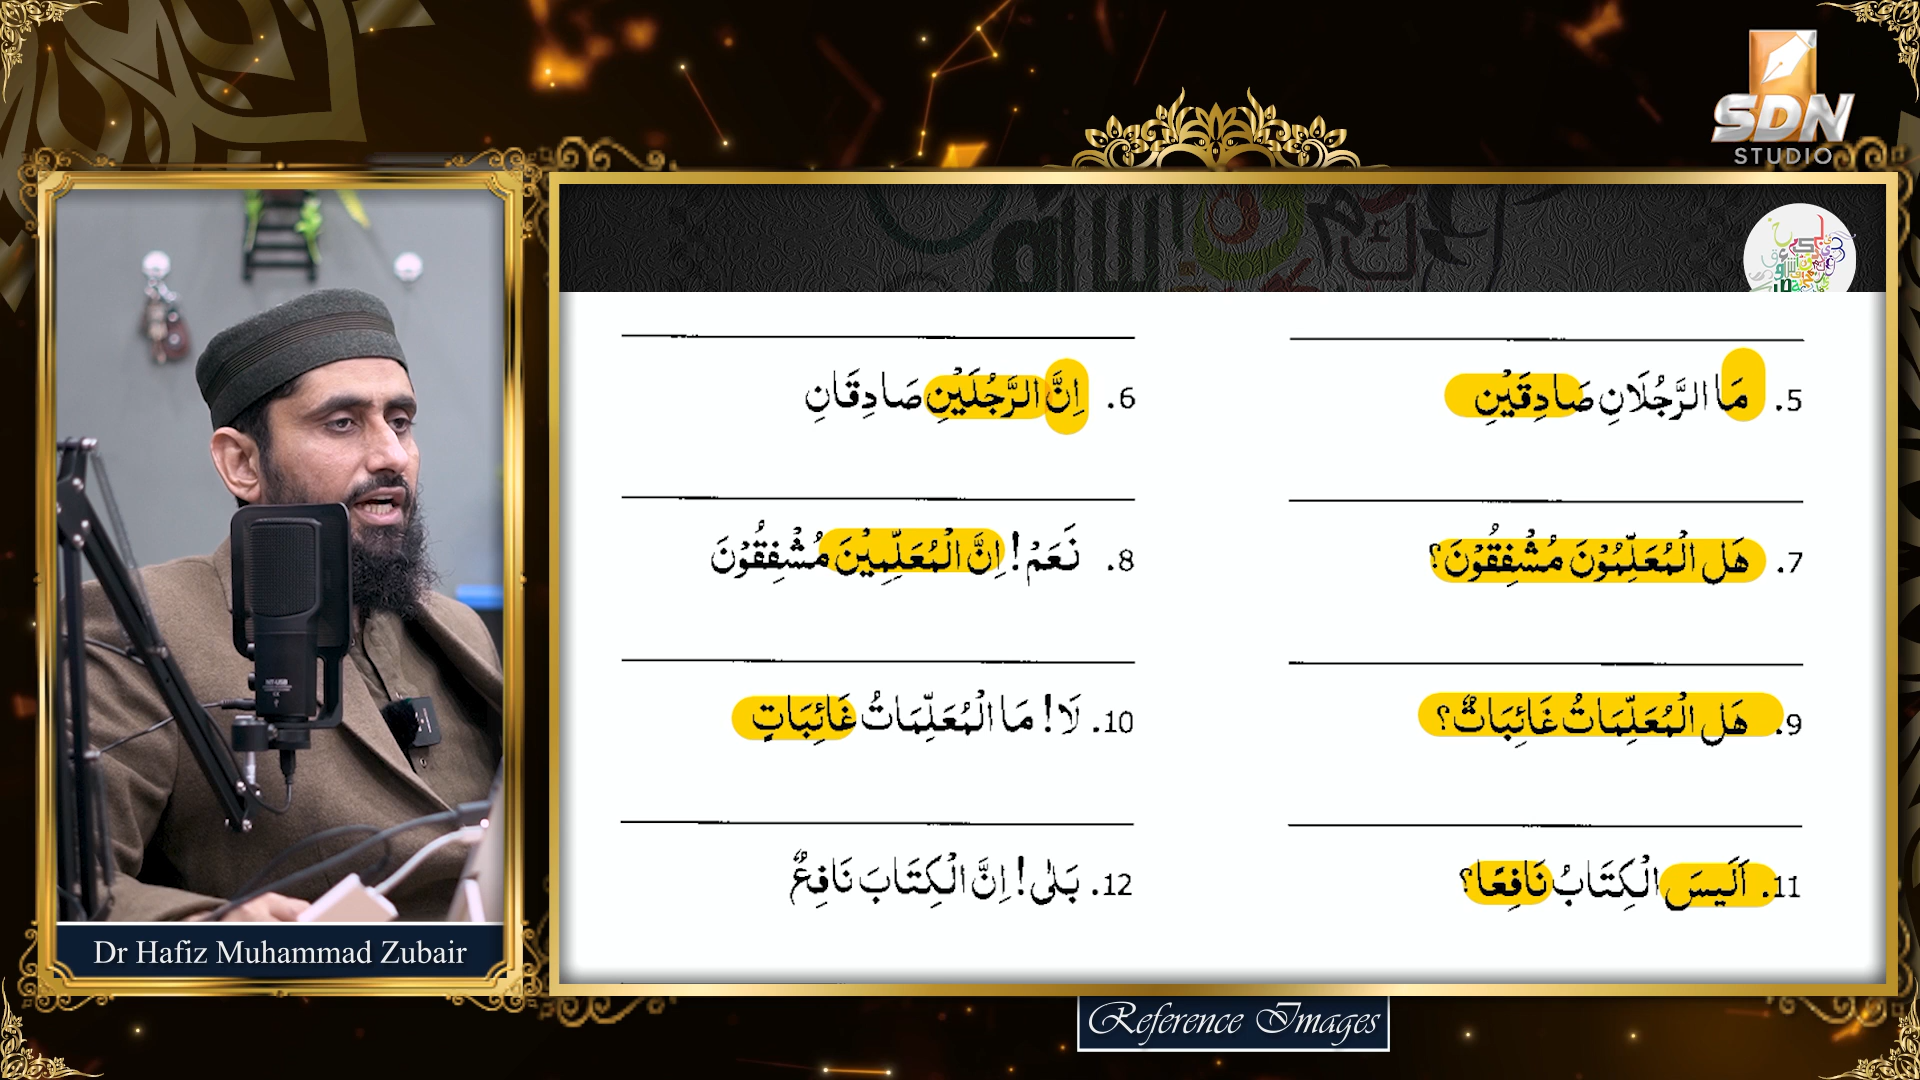 SDN
STUDIO
5. مَا الرَّجُلَانِ صَادِقَيْنِ
6. اِنَّ الرَّجُلَيْنِ صَادِقَانِ
7. هَلِ الْمُعَلِّمُوْنَ مُشْفِقُوْنَ؟
8. نَعَمْ! اِنَّ الْمُعَلِّمِيْنَ مُشْفِقُوْنَ
9. هَلِ الْمُعَلِّمَاتُ غَائِبَاتٌ؟
10. لَا! مَا الْمُعَلِّمَاتُ غَائِبَاتٍ
11. اَلَيسَ الْكِتَابُ نَافِعًا؟
12. بَلٰى! اِنَّ الْكِتَابَ نَافِعٌ
Dr Hafiz Muhammad Zubair
Reference Images